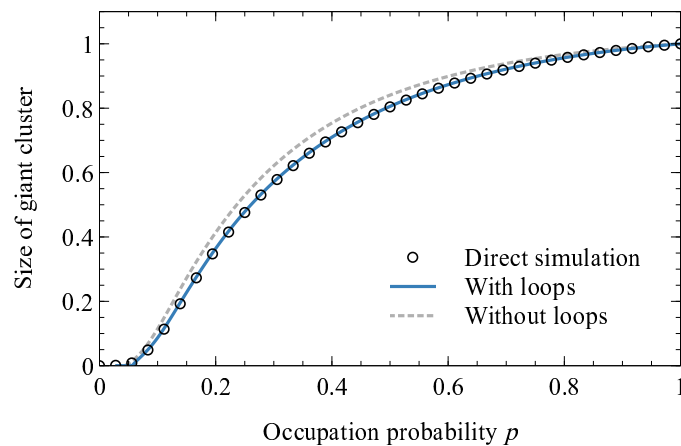 1
0.8
0.6
0.4
0.2
0
Size of giant cluster
Direct simulation
With loops
Without loops
0 0.2 0.4 0.6 0.8 1
Occupation probability p